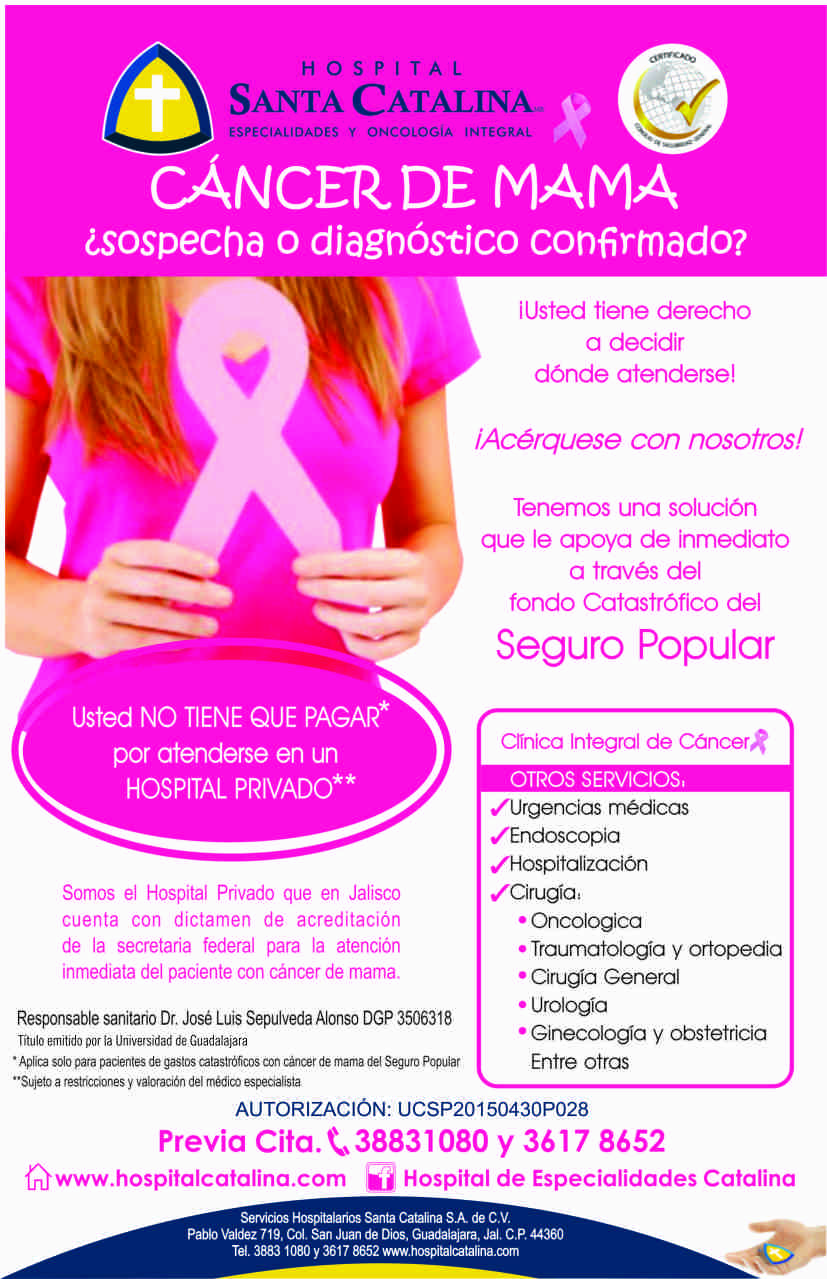 HOSPITAL
SANTA CATALINA
ESPECIALIDADES Y ONCOLOGÍA INTEGRAL
CERTIFICADO
CONSEJO DE SALUBRIDAD GENERAL
CÁNCER DE MAMA
¿sospecha o diagnóstico confirmado?
¡Usted tiene derecho
a decidir
dónde atenderse!
¡Acérquese con nosotros!
Tenemos una solución
que le apoya de inmediato
a través del
fondo Catastrófico del
Seguro Popular
Usted NO TIENE QUE PAGAR*
por atenderse en un
HOSPITAL PRIVADO**
Somos el Hospital Privado que en Jalisco
cuenta con dictamen de acreditación
de la secretaria federal para la atención
inmediata del paciente con cáncer de mama.
Responsable sanitario Dr. José Luis Sepulveda Alonso DGP 3506318
Título emitido por la Universidad de Guadalajara
* Aplica solo para pacientes de gastos catastróficos con cáncer de mama del Seguro Popular
**Sujeto a restricciones y valoración del médico especialista
Clínica Integral de Cáncer
OTROS SERVICIOS:
✓Urgencias médicas
✓Endoscopia
✓Hospitalización
✓Cirugía:
• Oncologica
• Traumatología y ortopedia
• Cirugía General
• Urología
• Ginecología y obstetricia
Entre otras
AUTORIZACIÓN: UCSP20150430P028
Previa Cita. 38831080 y 3617 8652
www.hospitalcatalina.com f Hospital de Especialidades Catalina
Servicios Hospitalarios Santa Catalina S.A. de C.V.
Pablo Valdez 719, Col. San Juan de Dios, Guadalajara, Jal. C.P. 44360
Tel. 3883 1080 y 3617 8652 www.hospitalcatalina.com